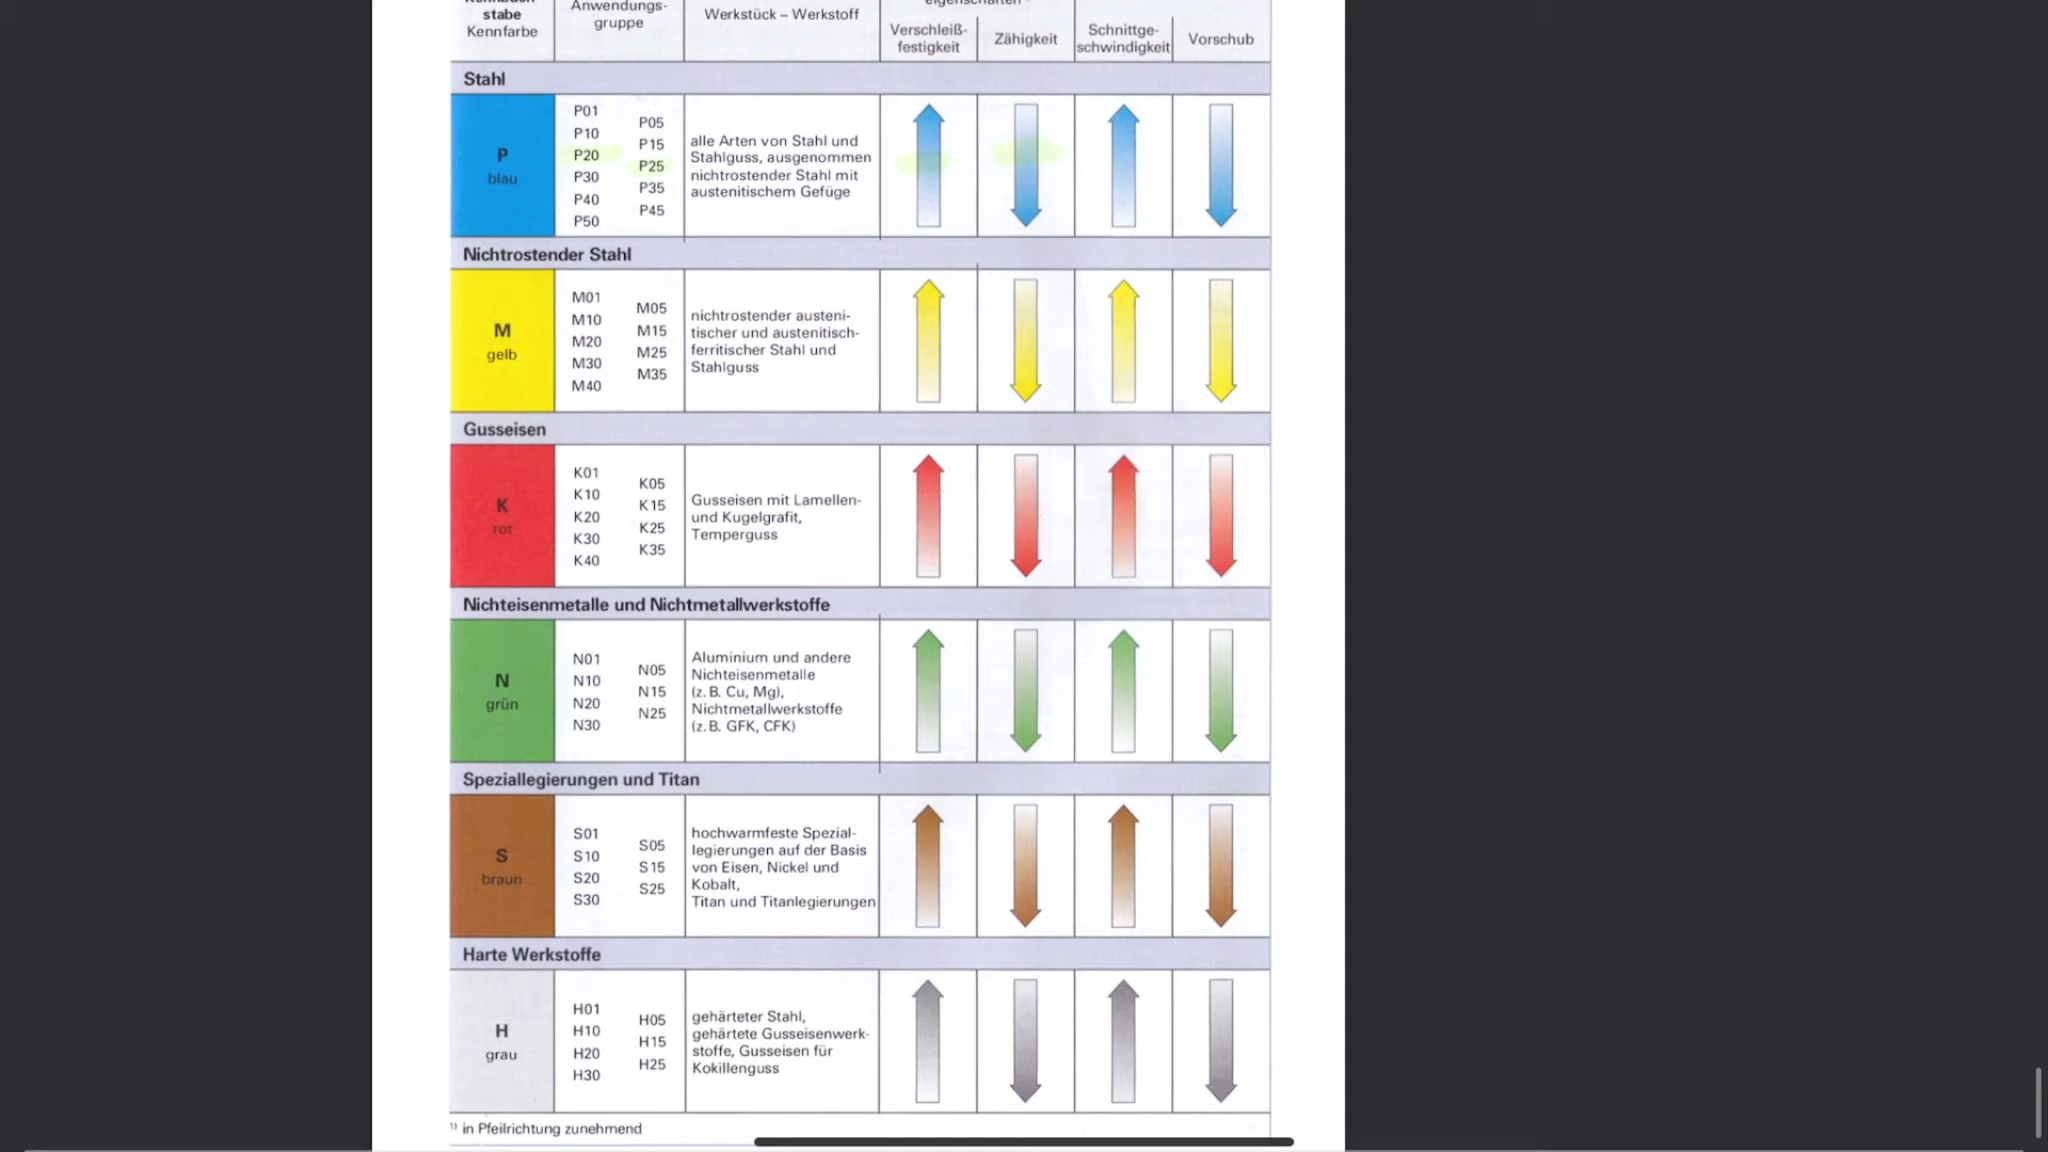 stabe
Kennfarbe
Anwendungs-
gruppe
Werkstück – Werkstoff
Verschleiß-
festigkeit
Zähigkeit
Schnittge-
schwindigkeit
Vorschub
Stahl
P
blau
P01
P10
P20
P30
P40
P50
P05
P15
P25
P35
P45
alle Arten von Stahl und
Stahlguss, ausgenommen
nichtrostender Stahl mit
austenitischem Gefüge
Nichtrostender Stahl
M
gelb
M01
M10
M20
M30
M40
M05
M15
M25
M35
nichtrostender austeni-
tischer und austenitisch-
ferritischer Stahl und
Stahlguss
Gusseisen
K
rot
K01
K10
K20
K30
K40
K05
K15
K25
K35
Gusseisen mit Lamellen-
und Kugelgrafit,
Temperguss
Nichteisenmetalle und Nichtmetallwerkstoffe
N
grün
N01
N10
N20
N30
N05
N15
N25
Aluminium und andere
Nichteisenmetalle
(z. B. Cu, Mg),
Nichtmetallwerkstoffe
(z. B. GFK, CFK)
Speziallegierungen und Titan
S
braun
S01
S10
S20
S30
S05
S15
S25
hochwarmfeste Spezial-
legierungen auf der Basis
von Eisen, Nickel und
Kobalt,
Titan und Titanlegierungen
Harte Werkstoffe
H
grau
H01
H10
H20
H30
H05
H15
H25
gehärteter Stahl,
gehärtete Gusseisenwerk-
stoffe, Gusseisen für
Kokillenguss
¹⁾ in Pfeilrichtung zunehmend